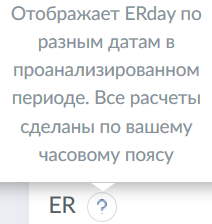 Отображает ERday по
разным датам в
проанализированном
периоде. Все расчеты
сделаны по вашему
часовому поясу
ER ?